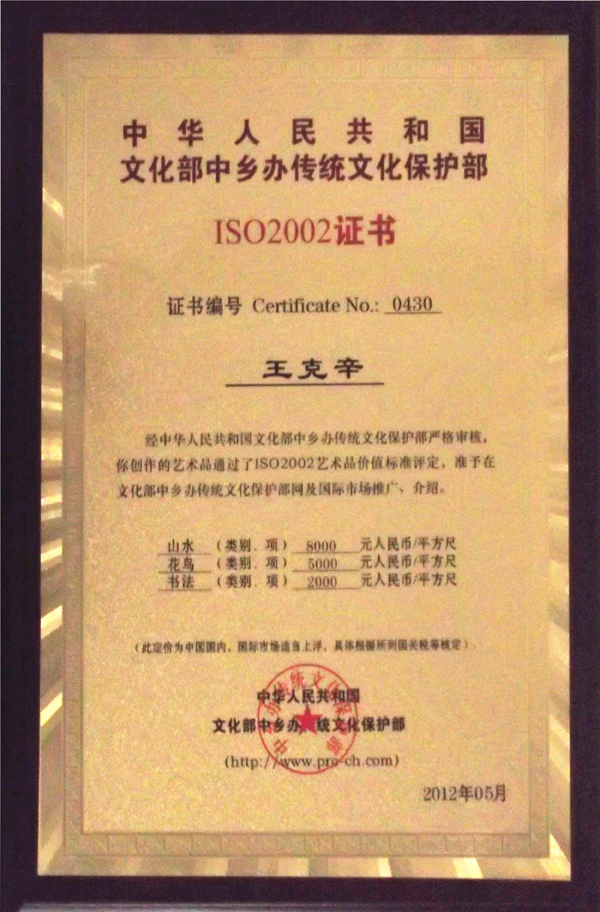 中华人民共和国
文化部中乡办传统文化保护部
ISO2002证书
证书编号 Certificate No.: 0430
王克辛
经中华人民共和国文化部中乡办传统文化保护部严格审核,
你创作的艺术品通过了ISO2002艺术品价值标准评定，准予在
文化部中乡办传统文化保护部网及国际市场推广、介绍。
山水 （类别、项） 8000 元人民币/平方尺
花鸟 （类别、项） 5000 元人民币/平方尺
书法 （类别、项） 2000 元人民币/平方尺
（此定价为中国国内，国际市场适当上浮，具体根据所到国关税等核定）
中华人民共和国
文化部中乡办传统文化保护部
(http://www.pro-ch.com)
2012年05月